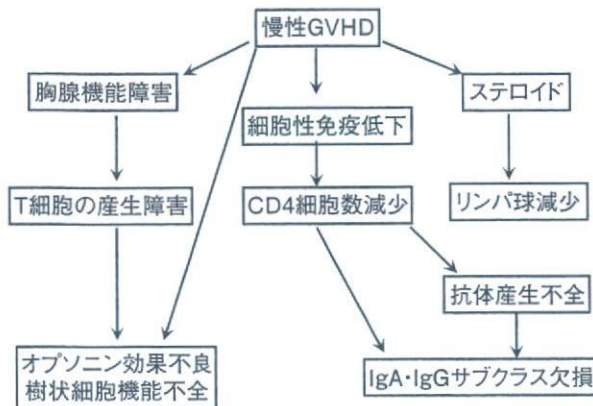 慢性GVHD
胸腺機能障害
ステロイド
細胞性免疫低下
T細胞の産生障害
CD4細胞数減少
リンパ球減少
抗体産生不全
オプソニン効果不良
樹状細胞機能不全
IgA・IgGサブクラス欠損